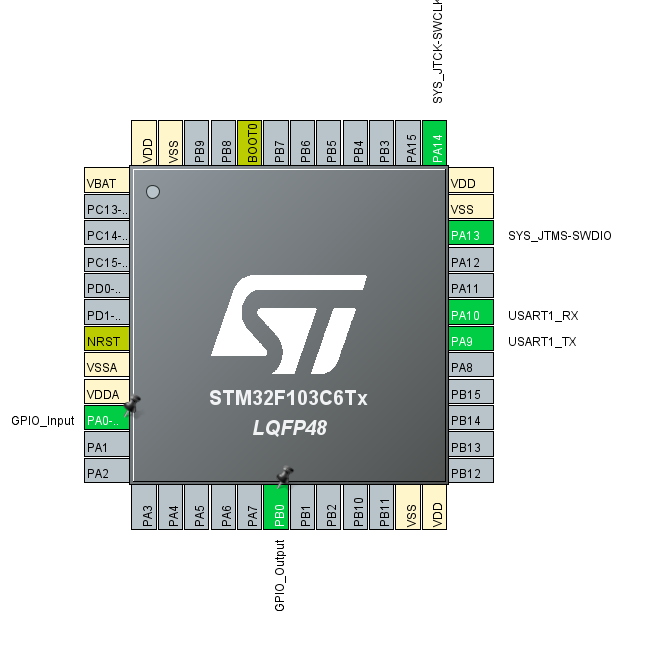 SYS_JTCK-SWCLK
VDD
VSS
PB9
PB8
BOOT0
PB7
PB6
PB5
PB4
PB3
PA15
PA14
VBAT
PC13-..
PC14-..
PC15-..
PD0-..
PD1-..
NRST
VSSA
VDDA
GPIO_Input
PA0-..
PA1
PA2
ST
STM32F103C6Tx
LQFP48
VDD
VSS
PA13
SYS_JTMS-SWDIO
PA12
PA11
PA10
USART1_RX
PA9
USART1_TX
PA8
PB15
PB14
PB13
PB12
PA3
PA4
PA5
PA6
PA7
PB0
PB1
PB2
PB10
PB11
VSS
VDD
GPIO_Output